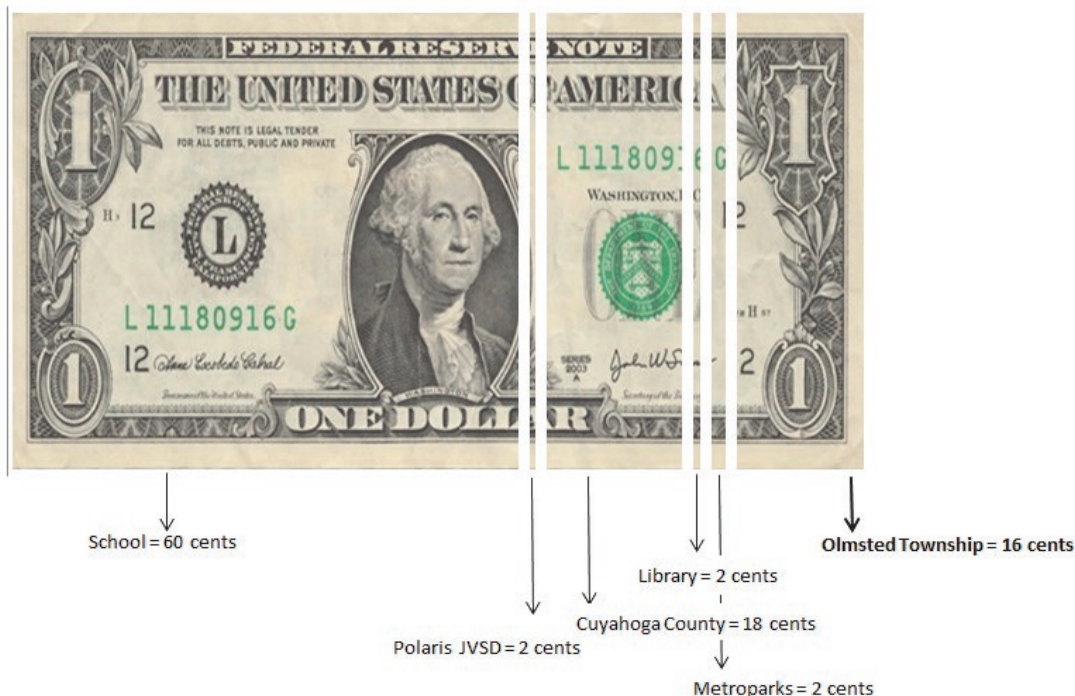 FEDERAL RESERVE NOTE
THE UNITED STATES OF AMERICA
THIS NOTE IS LEGAL TENDER
FOR ALL DEBTS, PUBLIC AND PRIVATE
1
1
L 11180916 G
WASHINGTON, D.C.
H 12
12
L
L 11180916 G
12
SERIES
2003
A
2
WASHINGTON
1
1
ONE DOLLAR
School = 60 cents
Olmsted Township = 16 cents
Library = 2 cents
Cuyahoga County = 18 cents
Polaris JVSD = 2 cents
Metroparks = 2 cents